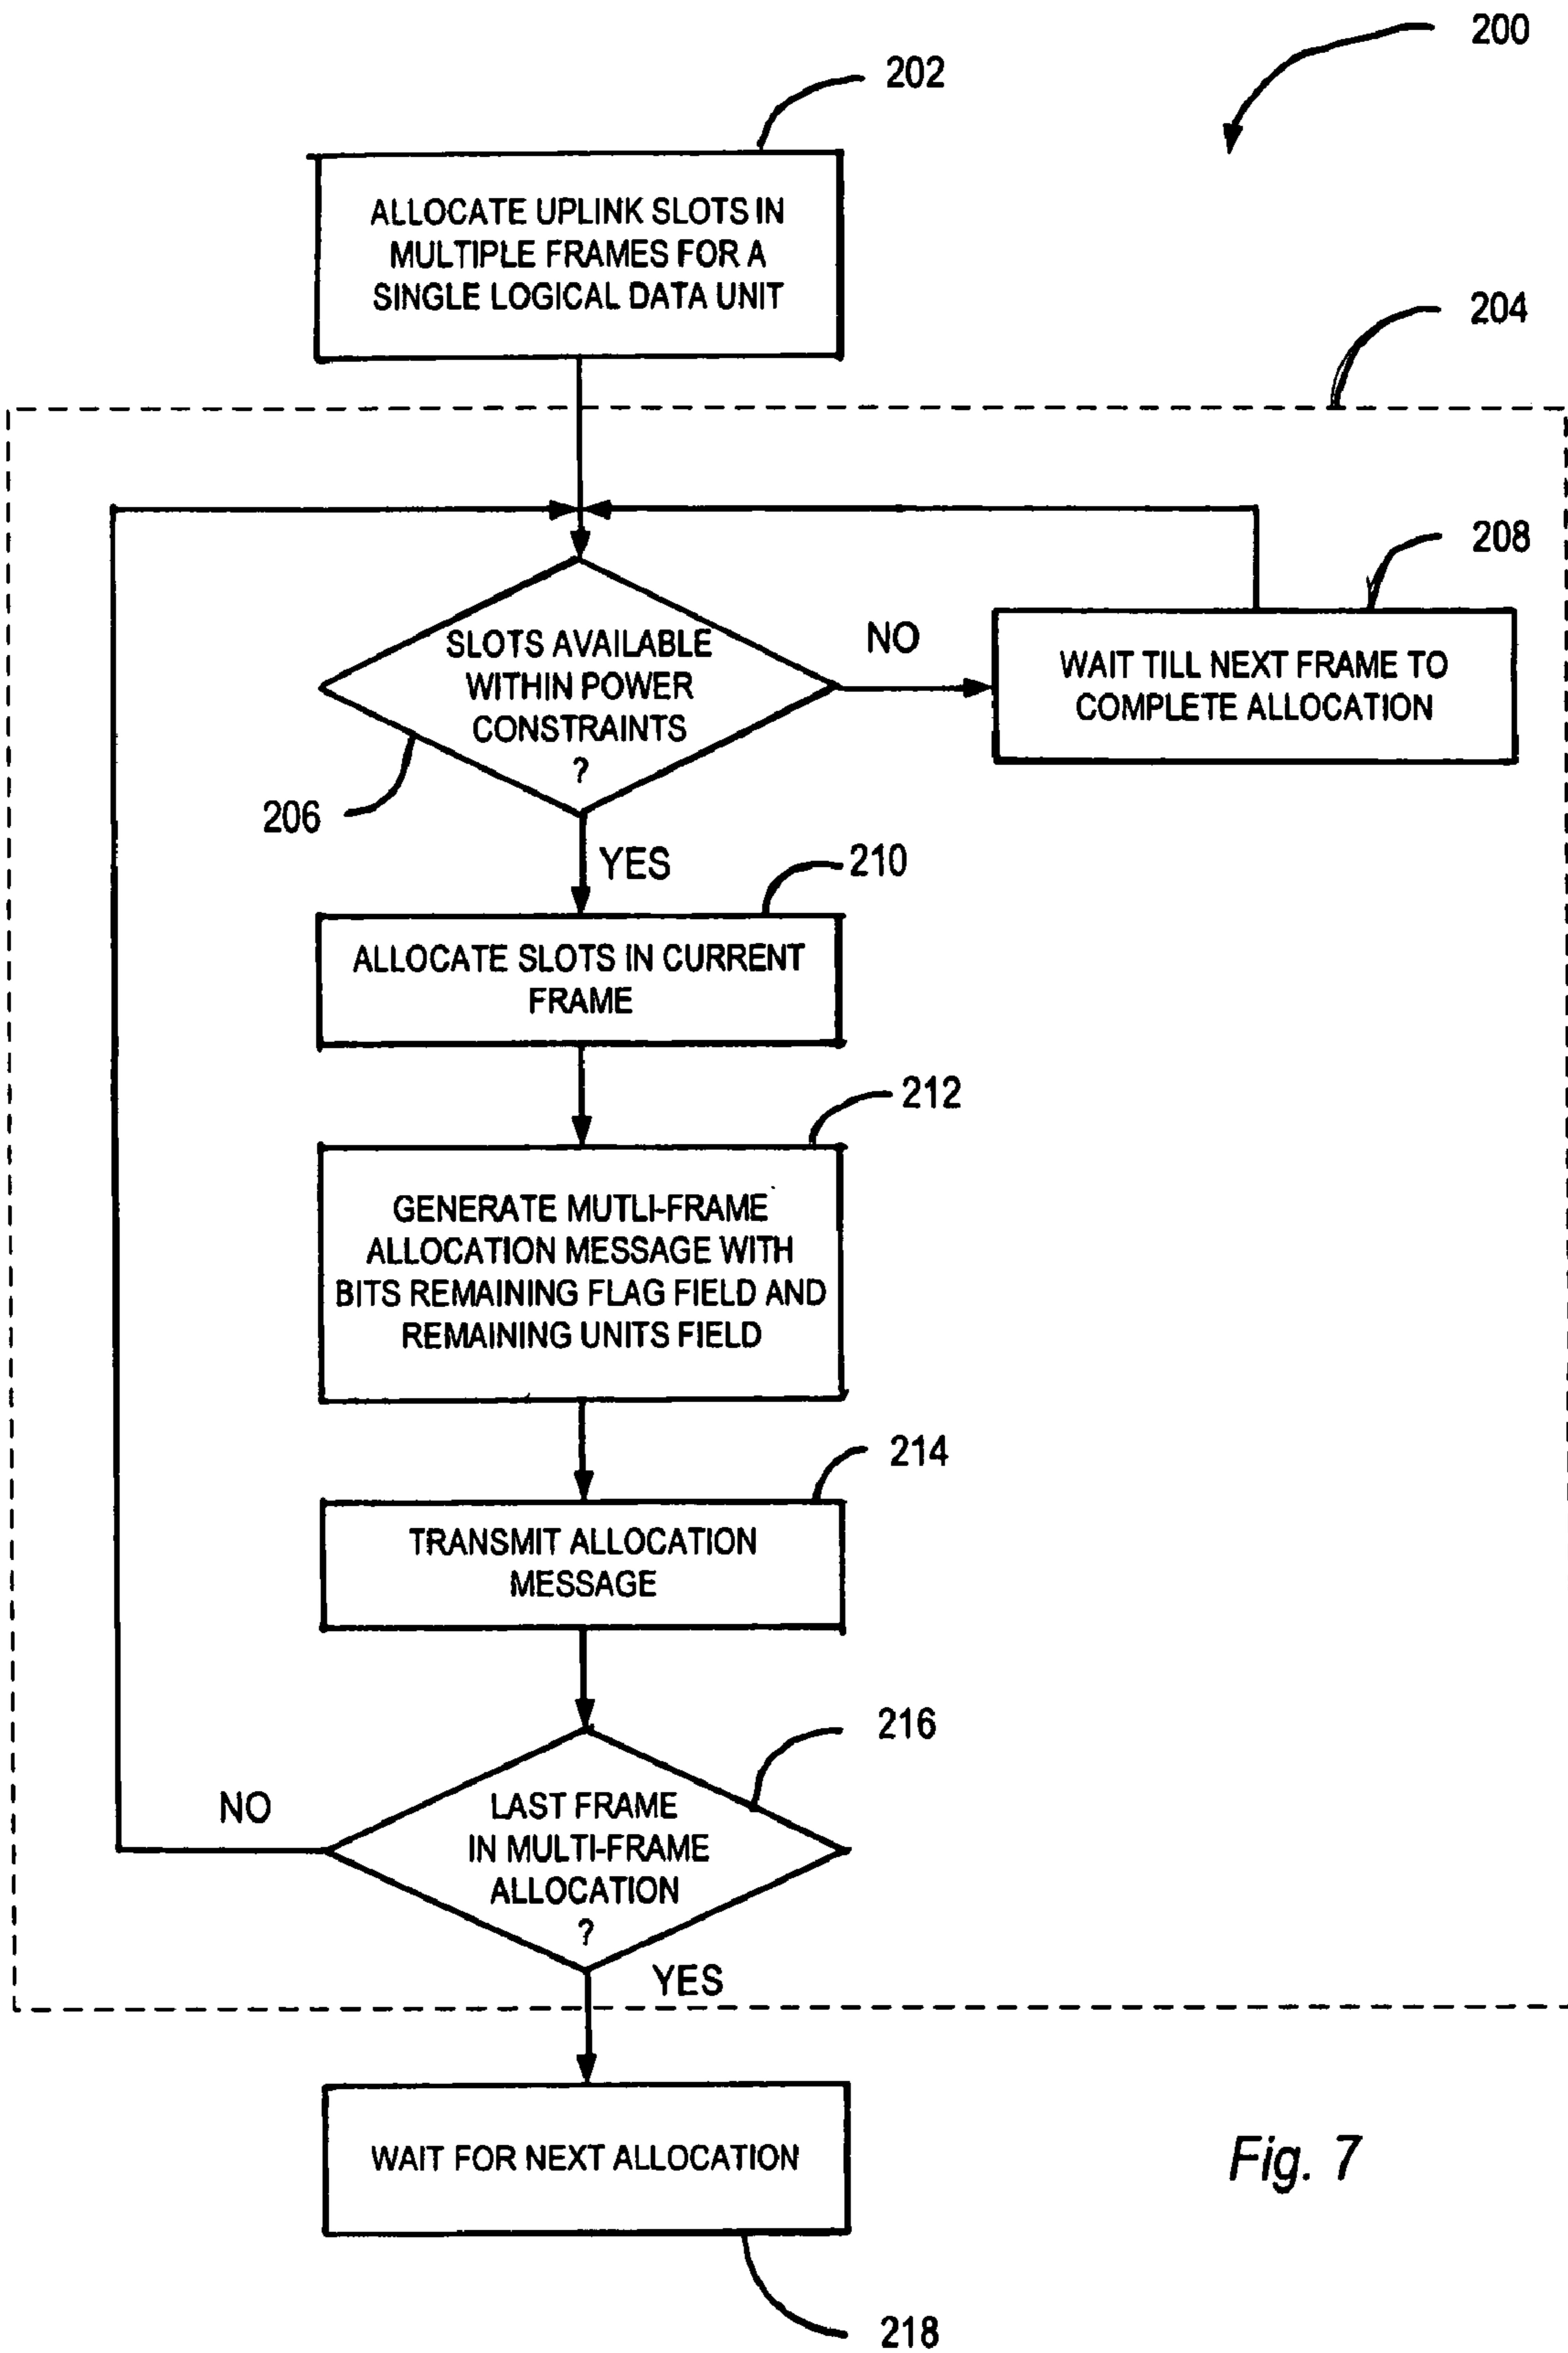 200
202
ALLOCATE UPLINK SLOTS IN
MULTIPLE FRAMES FOR A
SINGLE LOGICAL DATA UNIT
204
208
SLOTS AVAILABLE
WITHIN POWER
CONSTRAINTS
?
NO
WAIT TILL NEXT FRAME TO
COMPLETE ALLOCATION
206
YES
210
ALLOCATE SLOTS IN CURRENT
FRAME
212
GENERATE MUTLI-FRAME
ALLOCATION MESSAGE WITH
BITS REMAINING FLAG FIELD AND
REMAINING UNITS FIELD
214
TRANSMIT ALLOCATION
MESSAGE
216
NO
LAST FRAME
IN MULTI-FRAME
ALLOCATION
?
YES
WAIT FOR NEXT ALLOCATION
Fig. 7
218